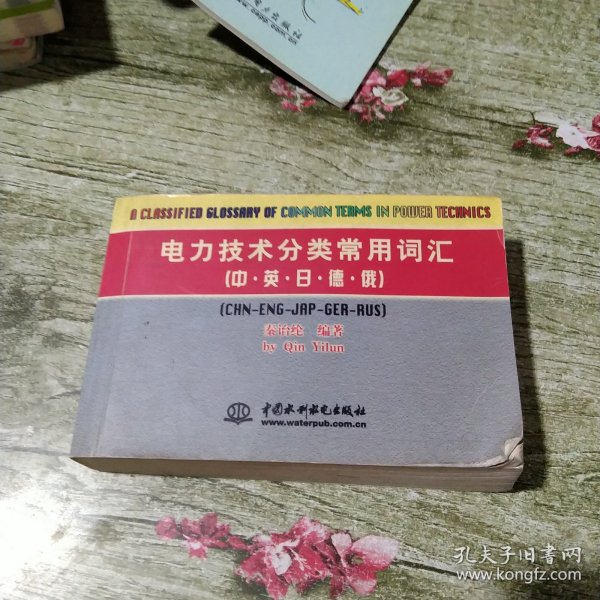 A CLASSIFIED GLOSSARY OF COMMON TERMS IN POWER TECHNICS
电力技术分类常用词汇
(中·英·日·德·俄)
(CHN-ENG-JAP-GER-RUS)
秦诒纶 编著
by Qin Yilun
中国水利水电出版社
www.waterpub.com.cn
孔夫子旧书网
www.kongfz.com